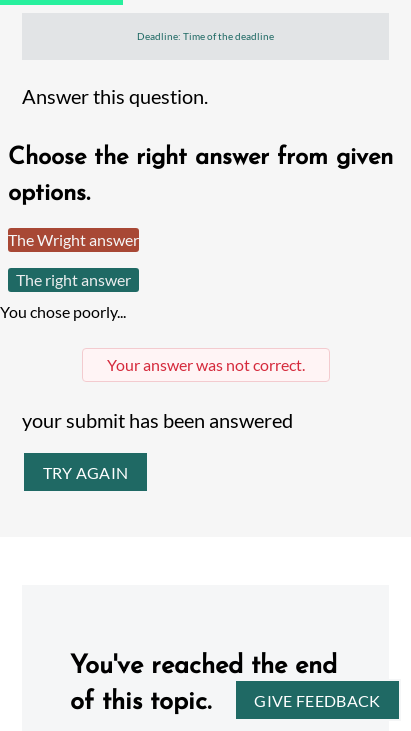 Deadline: Time of the deadline
Answer this question.
Choose the right answer from given
options.
The Wright answer
The right answer
You chose poorly...
Your answer was not correct.
your submit has been answered
TRY AGAIN
You've reached the end
of this topic.
GIVE FEEDBACK